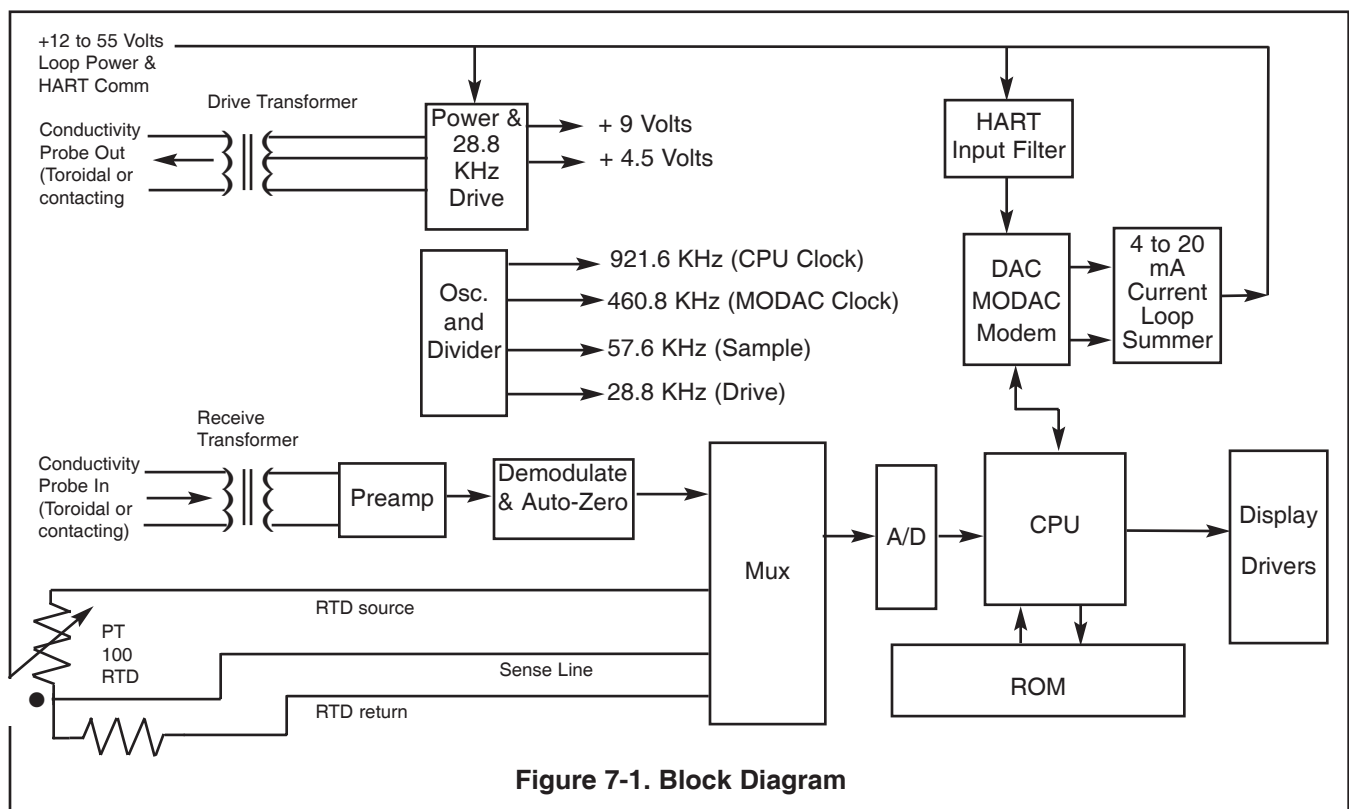 +12 to 55 Volts
Loop Power &
HART Comm
Drive Transformer
Conductivity
Probe Out
(Toroidal or
contacting
Power &
28.8
KHz
Drive
+ 9 Volts
+ 4.5 Volts
HART
Input Filter
DAC
MODAC
Modem
4 to 20
mA
Current
Loop
Summer
Osc.
and
Divider
921.6 KHz (CPU Clock)
460.8 KHz (MODAC Clock)
57.6 KHz (Sample)
28.8 KHz (Drive)
Receive
Transformer
Conductivity
Probe In
(Toroidal or
contacting)
Preamp
Demodulate
& Auto-Zero
Mux
A/D
CPU
Display
Drivers
ROM
RTD source
PT
100
RTD
Sense Line
RTD return
Figure 7-1. Block Diagram